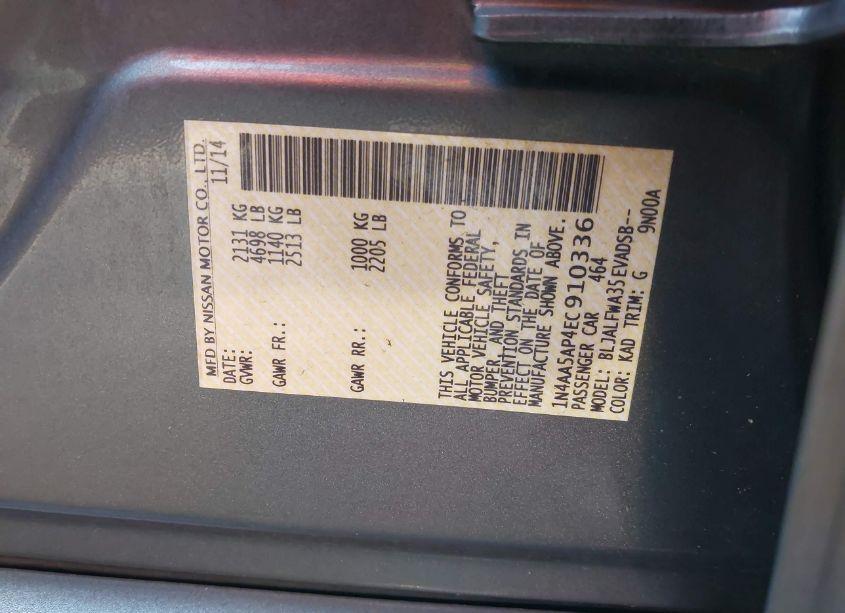 MFD BY NISSAN MOTOR CO., LTD.
DATE: 11/14
GVWR: 2131 KG
4698 LB
GAWR FR.: 1140 KG
2513 LB
GAWR RR.: 1000 KG
2205 LB
THIS VEHICLE CONFORMS TO
ALL APPLICABLE FEDERAL
MOTOR VEHICLE SAFETY,
BUMPER, AND THEFT
PREVENTION STANDARDS IN
EFFECT ON THE DATE OF
MANUFACTURE SHOWN ABOVE.
1N4AA5AP4EC910336
PASSENGER CAR 464
MODEL: BLJALFWA35EVADSB--
COLOR: KAD TRIM: G 9N00A